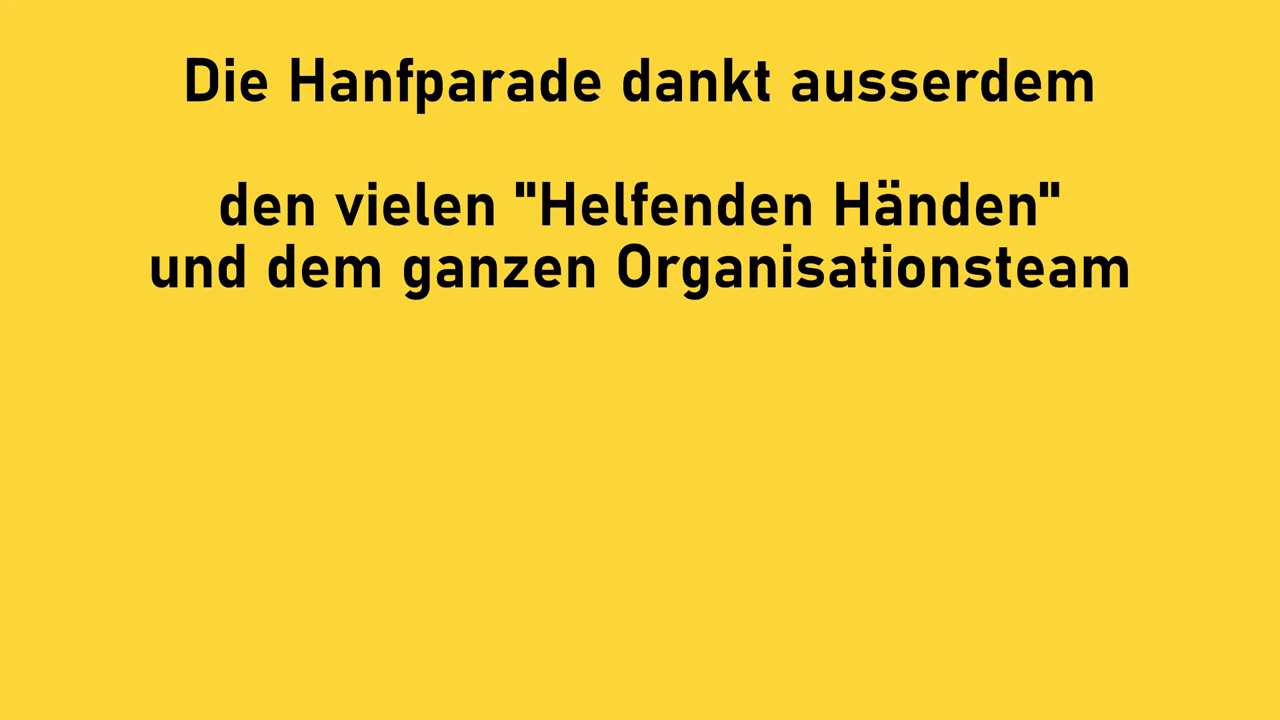 Die Hanfparade dankt ausserdem
den vielen "Helfenden Händen"
und dem ganzen Organisationsteam